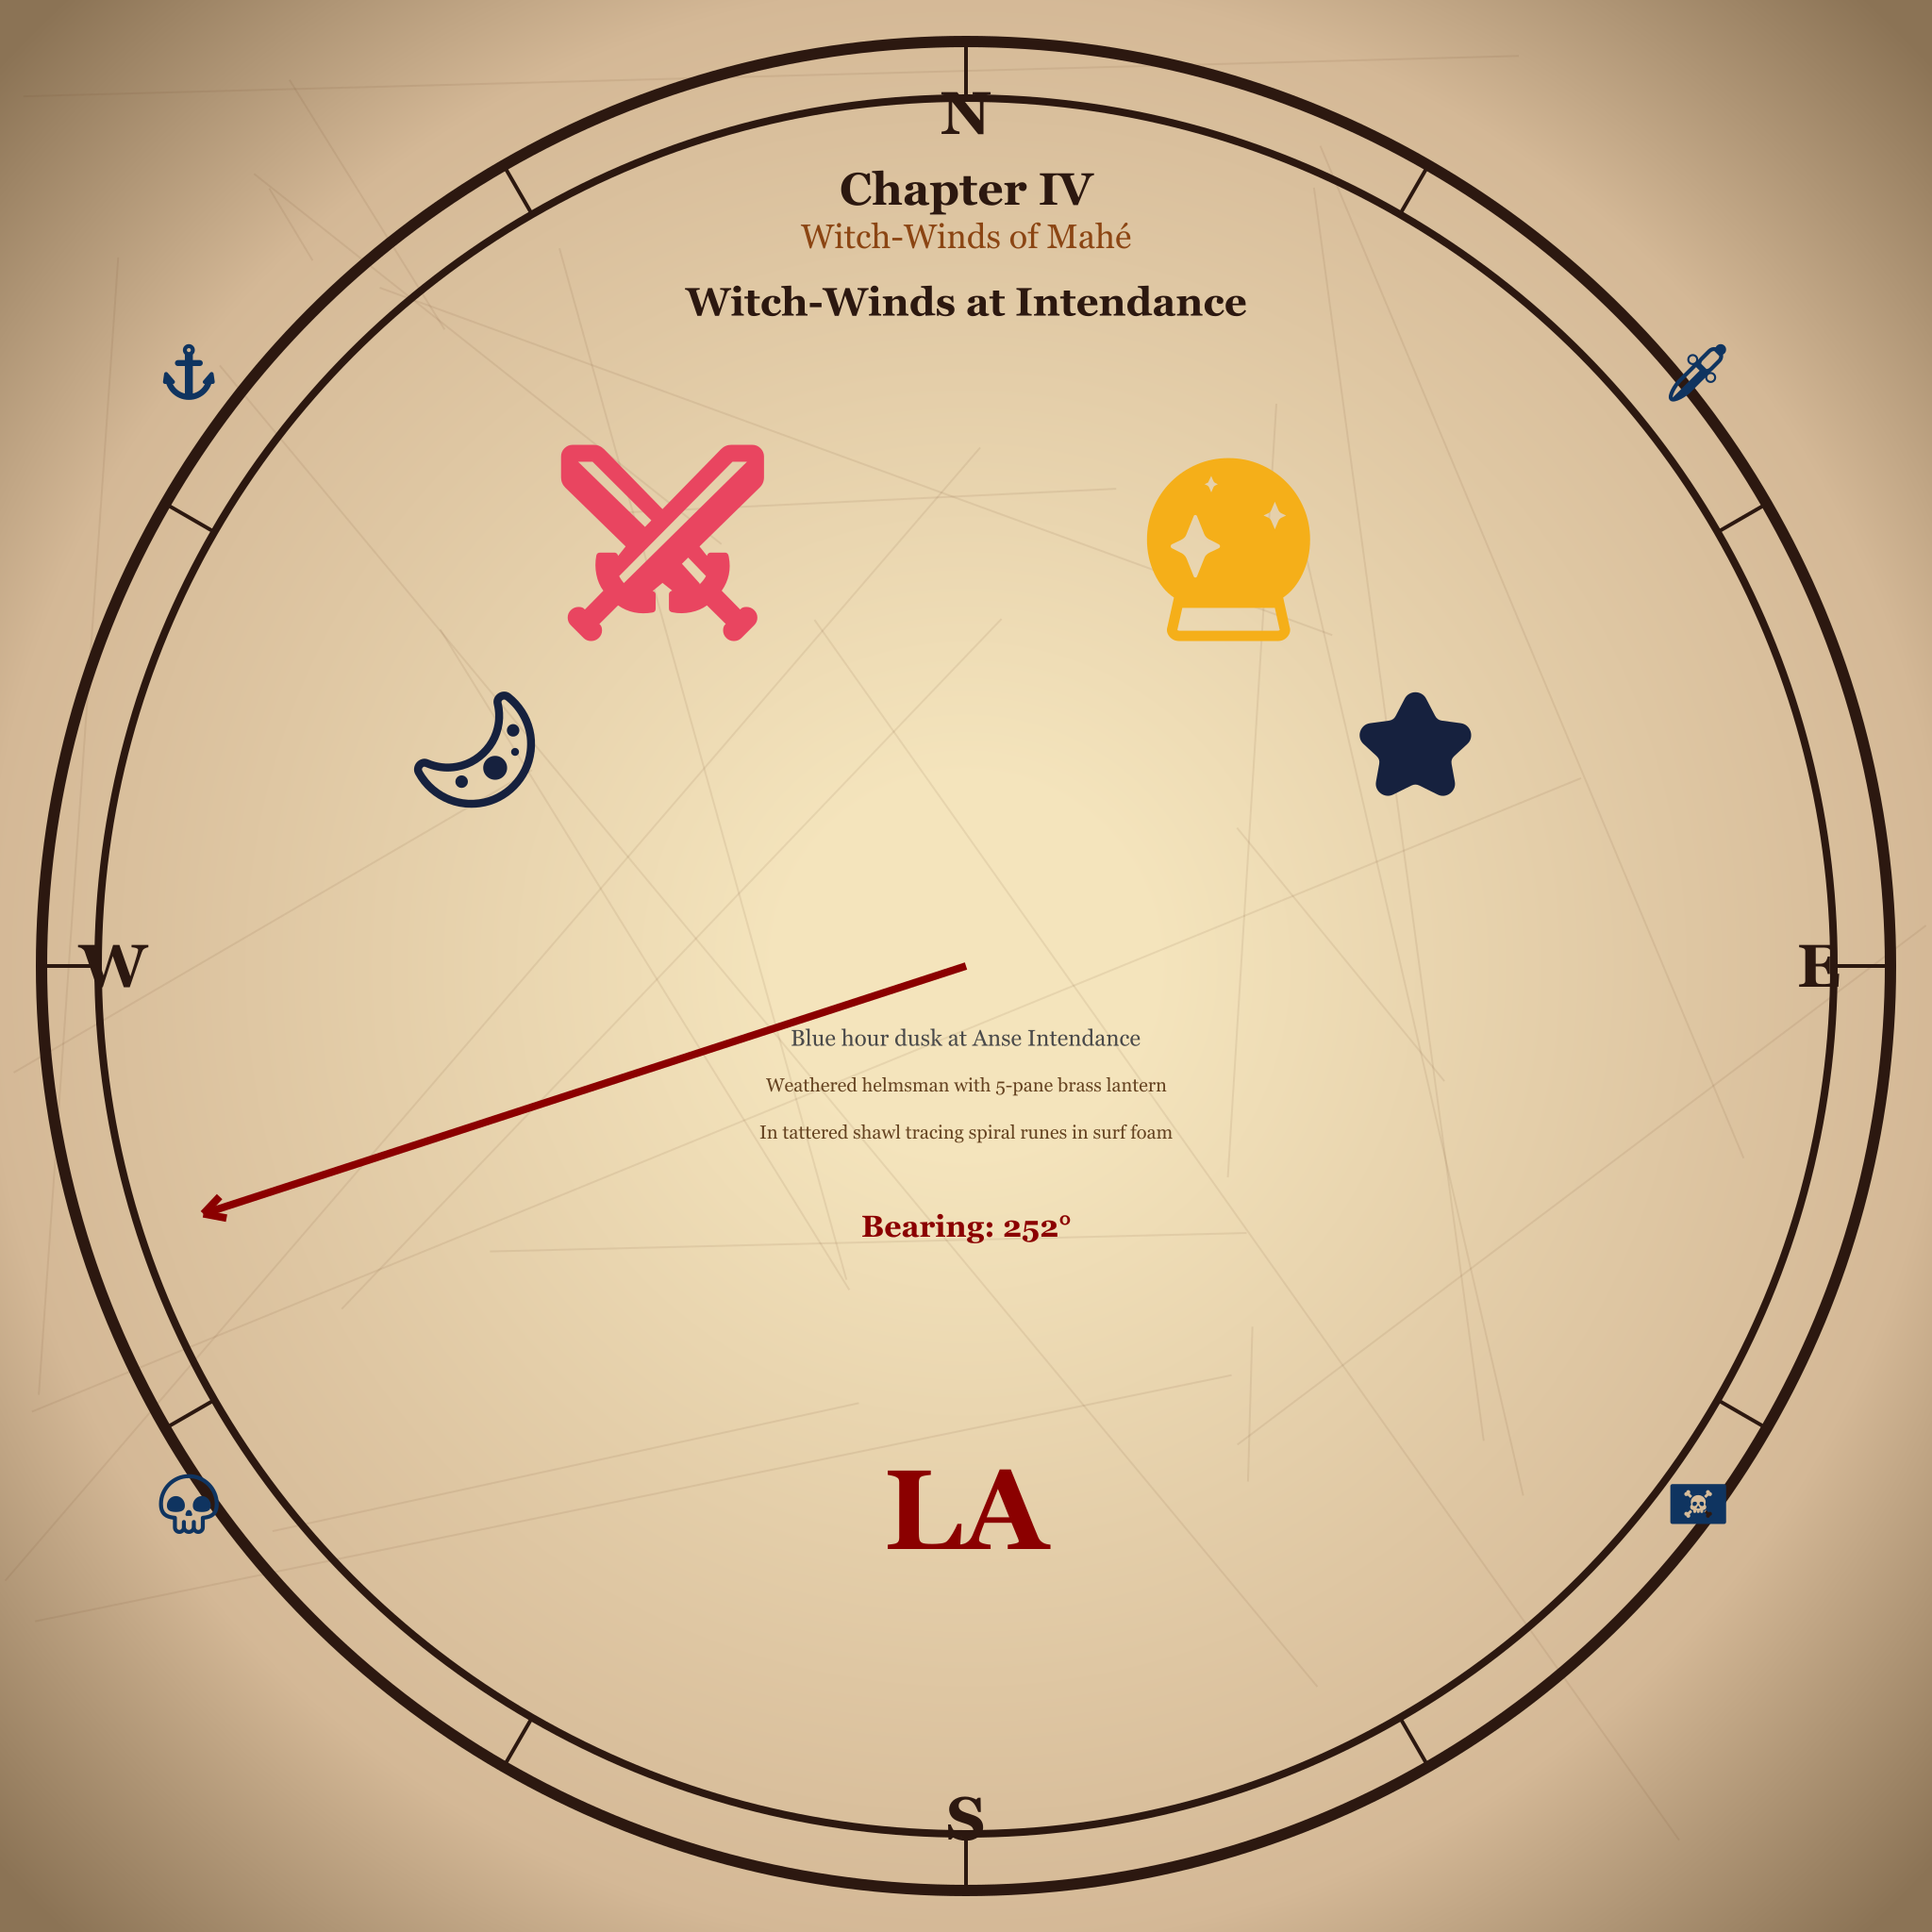 N
Chapter IV
Witch-Winds of Mahé
Witch-Winds at Intendance
W
E
Blue hour dusk at Anse Intendance
Weathered helmsman with 5-pane brass lantern
In tattered shawl tracing spiral runes in surf foam
Bearing: 252°
LA
S